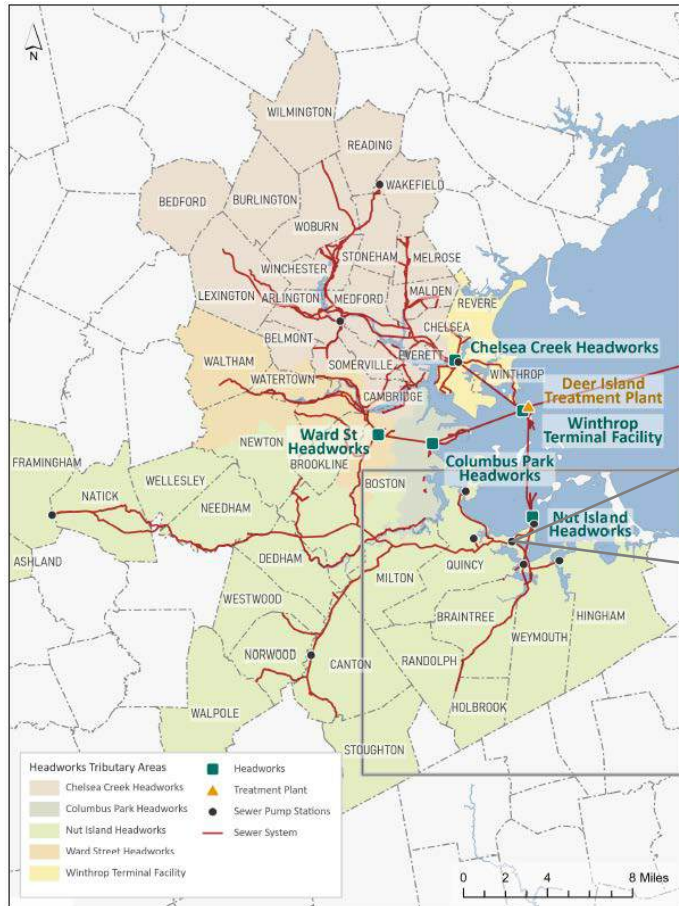 N
WILMINGTON
READING
WAKEFIELD
BEDFORD
BURLINGTON
WOBURN
STONEHAM
MELROSE
WINCHESTER
LEXINGTON
ARLINGTON
MEDFORD
MALDEN
REVERE
CHELSEA
BELMONT
SOMERVILLE
EVERETT
Chelsea Creek Headworks
WALTHAM
WATERTOWN
CAMBRIDGE
WINTHROP
Deer Island
Treatment Plant
Winthrop
Terminal Facility
Ward St
Headworks
NEWTON
BROOKLINE
Columbus Park
Headworks
FRAMINGHAM
WELLESLEY
BOSTON
NATICK
NEEDHAM
Nut Island
Headworks
ASHLAND
DEDHAM
MILTON
QUINCY
WESTWOOD
BRAINTREE
HINGHAM
WEYMOUTH
NORWOOD
CANTON
RANDOLPH
HOLBROOK
WALPOLE
STOUGHTON
Headworks Tributary Areas
Chelsea Creek Headworks
Columbus Park Headworks
Nut Island Headworks
Ward Street Headworks
Winthrop Terminal Facility
Headworks
Treatment Plant
Sewer Pump Stations
Sewer System
0 2 4 8 Miles